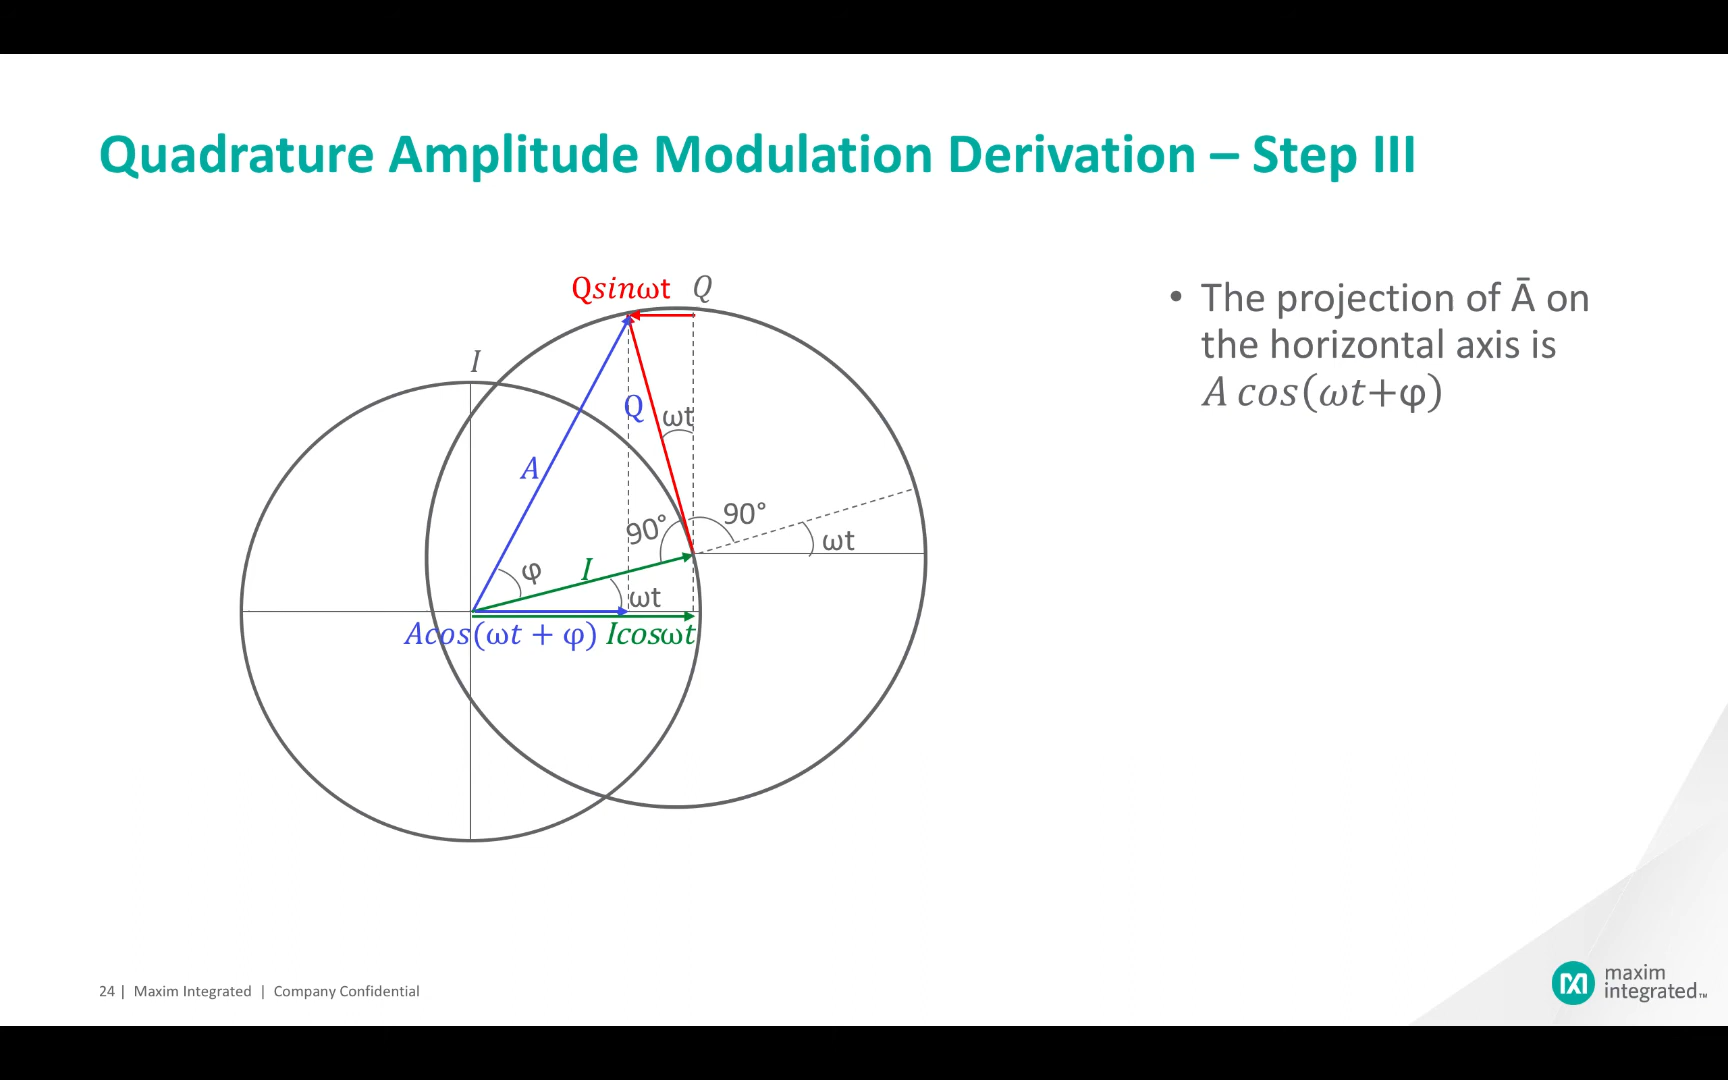 Quadrature Amplitude Modulation Derivation – Step III
Qsinωt Q
I
Q
ωt
A
90°
90°
ωt
φ
I
ωt
Acos(ωt + φ) Icosωt
• The projection of Ā on
the horizontal axis is
A cos(ωt+φ)
24 | Maxim Integrated | Company Confidential
maxim
integrated™